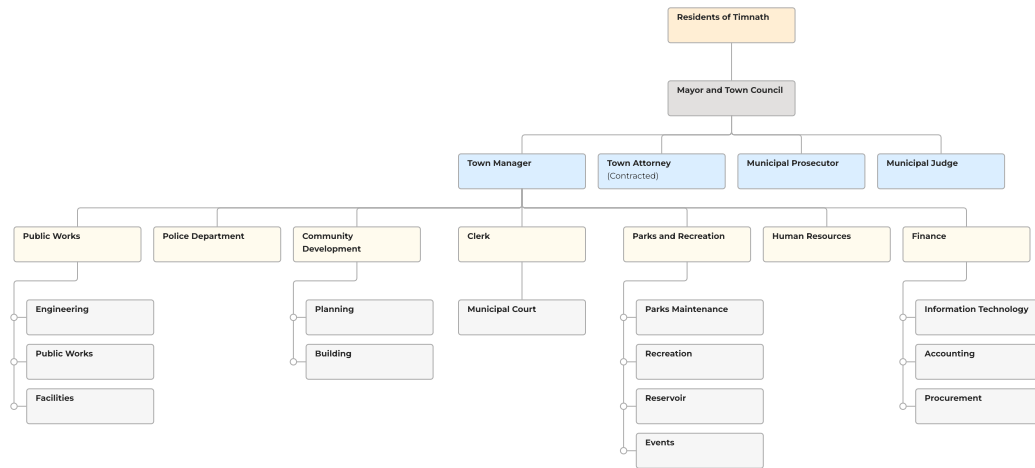 Residents of Timnath
Mayor and Town Council
Town Manager
Town Attorney
(Contracted)
Municipal Prosecutor
Municipal Judge
Public Works
Police Department
Community
Development
Clerk
Parks and Recreation
Human Resources
Finance
Engineering
Public Works
Facilities
Planning
Building
Municipal Court
Parks Maintenance
Recreation
Reservoir
Events
Information Technology
Accounting
Procurement